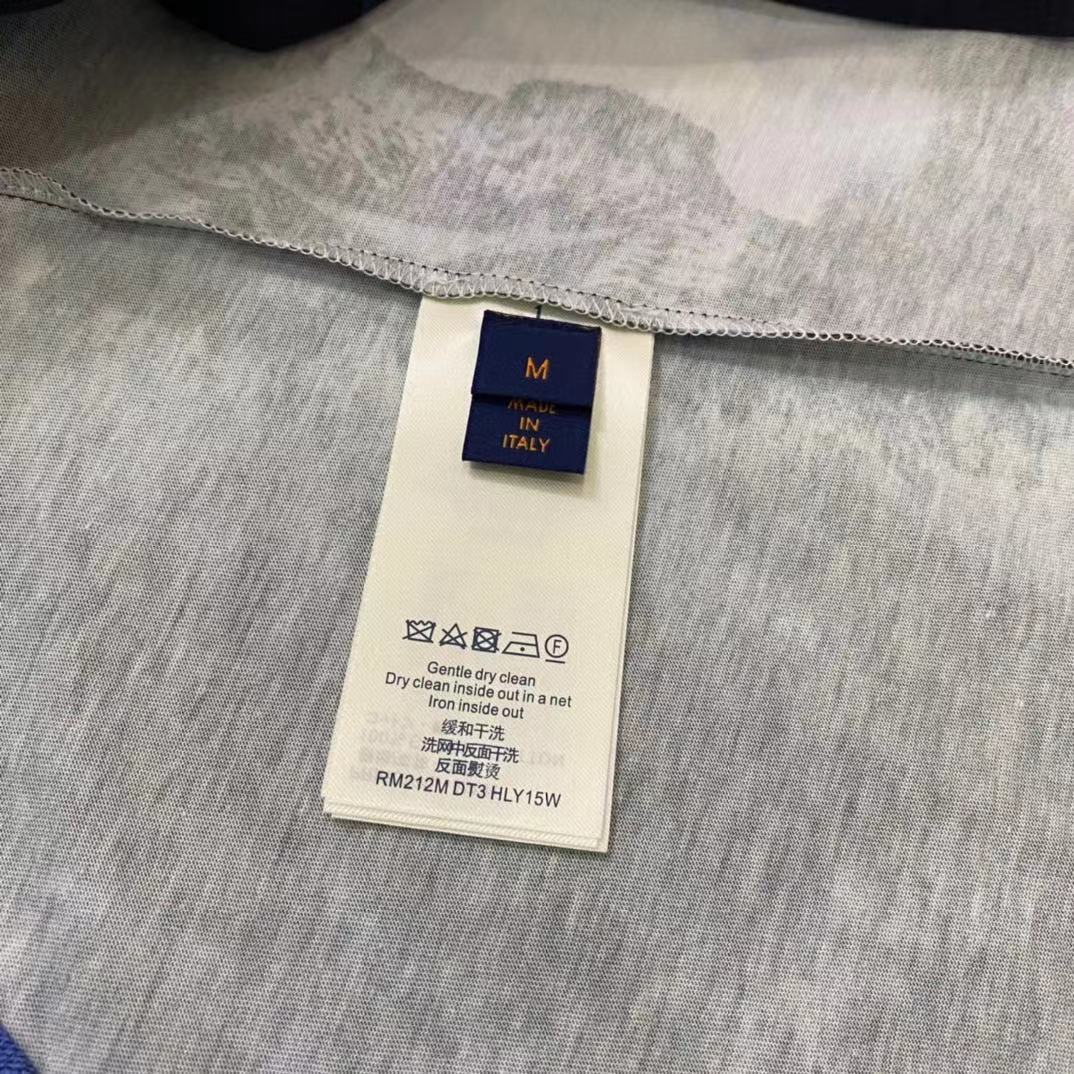 M
MADE
IN
ITALY
F
Gentle dry clean
Dry clean inside out in a net
Iron inside out
缓和干洗
洗网中反面干洗
反面熨烫
RM212M DT3 HLY15W